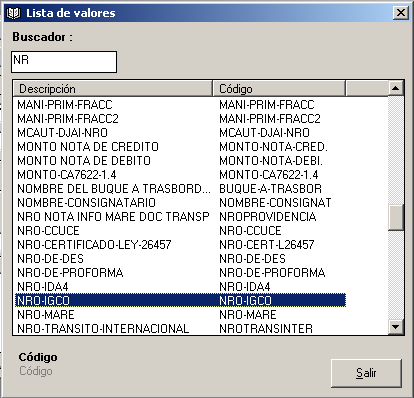 Lista de valores
Buscador :
NR
Descripción Código
MANI-PRIM-FRACC MANI-PRIM-FRACC
MANI-PRIM-FRACC2 MANI-PRIM-FRACC2
MCAUT-DJAI-NRO MCAUT-DJAI-NRO
MONTO NOTA DE CREDITO MONTO-NOTA-CRED.
MONTO NOTA DE DEBITO MONTO-NOTA-DEBI.
MONTO-CA7622-1.4 MONTO-CA7622-1.4
NOMBRE DEL BUQUE A TRASBORD... BUQUE-A-TRASBOR
NOMBRE-CONSIGNATARIO NOMBRE-CONSIGNAT
NRO NOTA INFO MARE DOC TRANSP NROPROVIDENCIA
NRO-CCUCE NRO-CCUCE
NRO-CERTIFICADO-LEY-26457 NRO-CERT-L26457
NRO-DE-DES NRO-DE-DES
NRO-DE-PROFORMA NRO-DE-PROFORMA
NRO-IDA4 NRO-IDA4
NRO-IGCO NRO-IGCO
NRO-MARE NRO-MARE
NRO-TRANSITO-INTERNACIONAL NROTRANSINTER
Código
Código
Salir